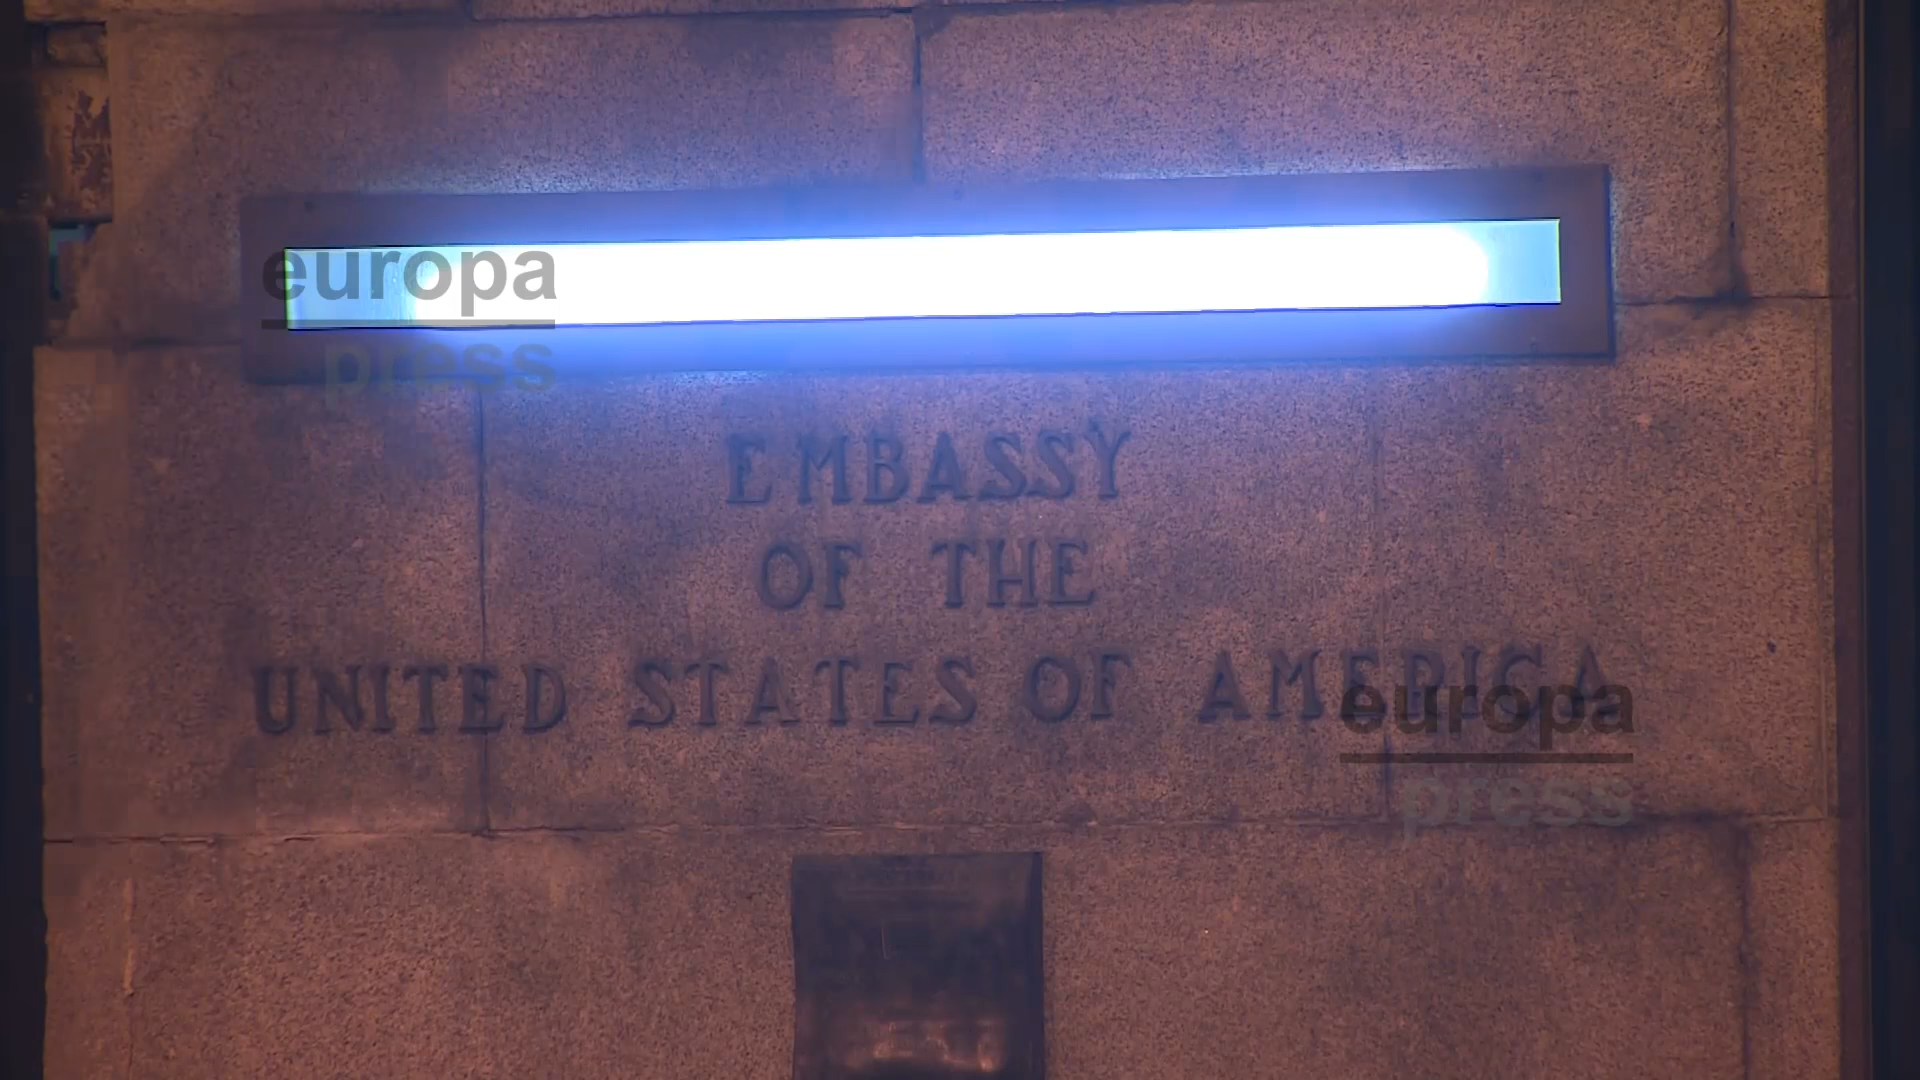 europa
press
EMBASSY
OF THE
UNITED STATES OF AMERICA
europa
press